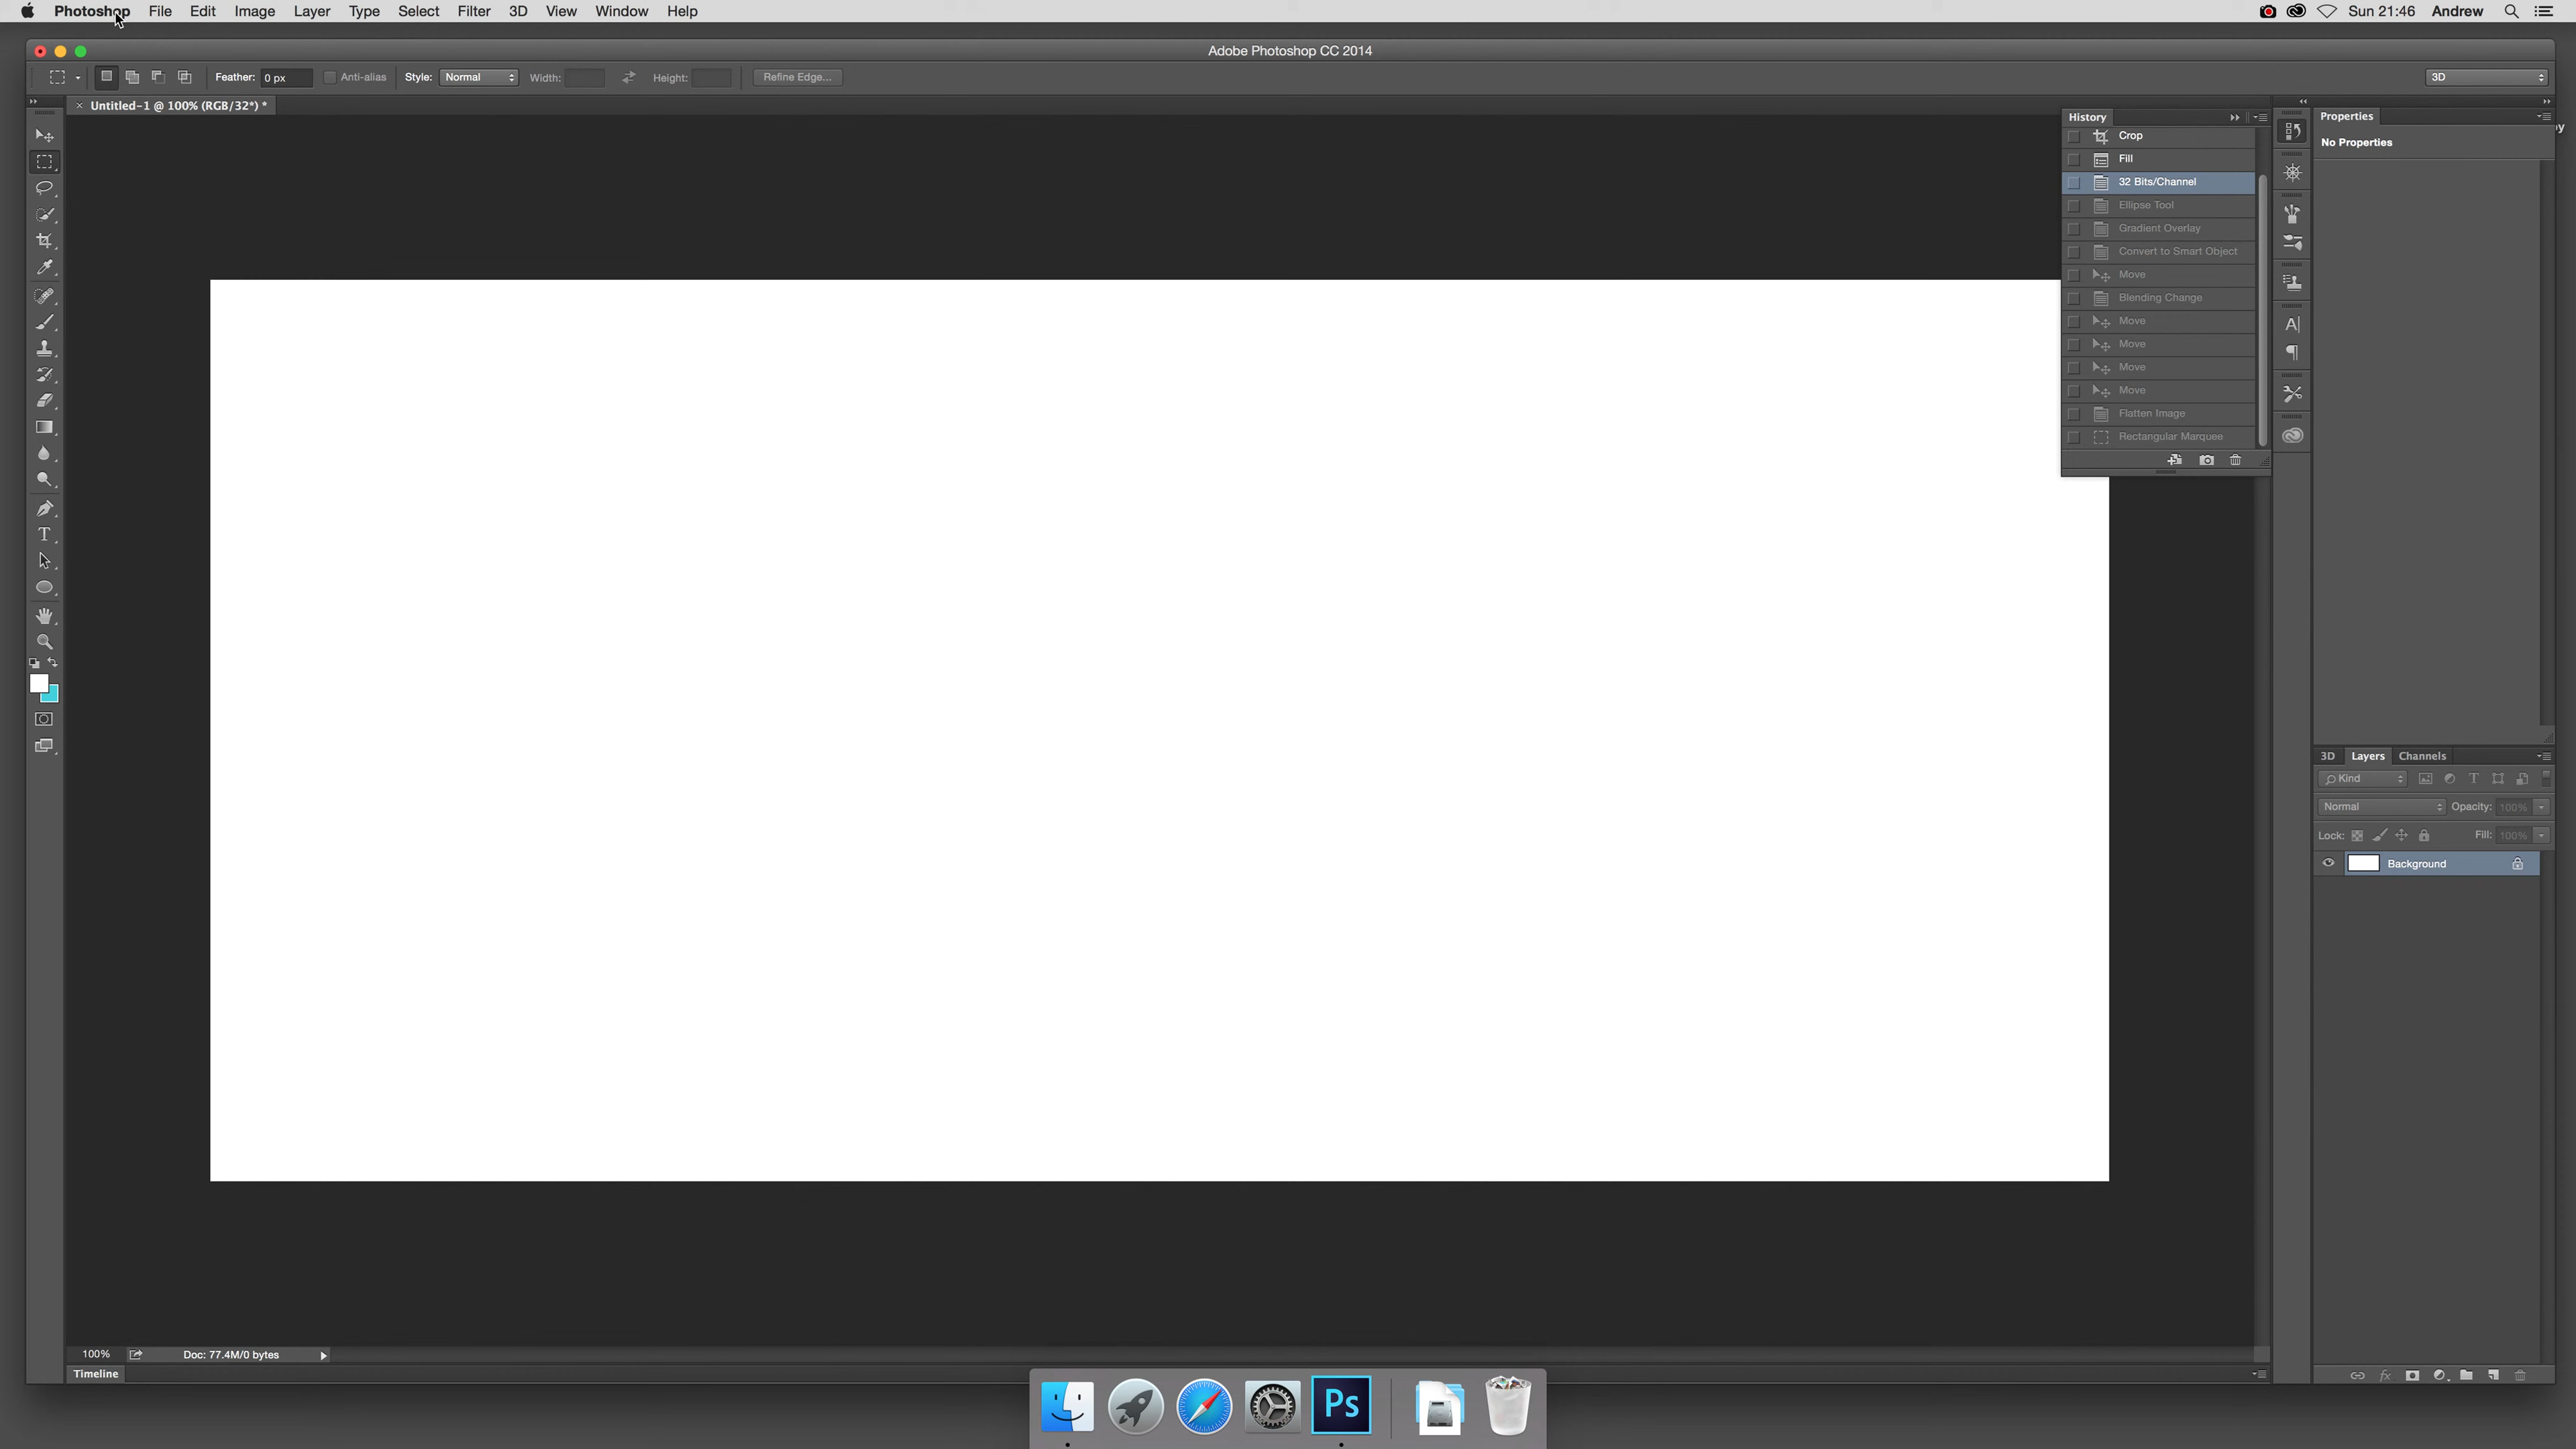 Photoshop File Edit Image Layer Type Select Filter 3D View Window Help Sun 21:46 Andrew
Adobe Photoshop CC 2014
Feather: 0 px Anti-alias Style: Normal Width: Height: Refine Edge... 3D
Untitled-1 @ 100% (RGB/32*) *
History
Crop
Fill
32 Bits/Channel
Ellipse Tool
Gradient Overlay
Convert to Smart Object
Move
Blending Change
Move
Move
Move
Move
Flatten Image
Rectangular Marquee
Properties
No Properties
3D Layers Channels
Kind
Normal Opacity: 100%
Lock: Fill: 100%
Background
100% Doc: 77.4M/0 bytes
Timeline
Ps